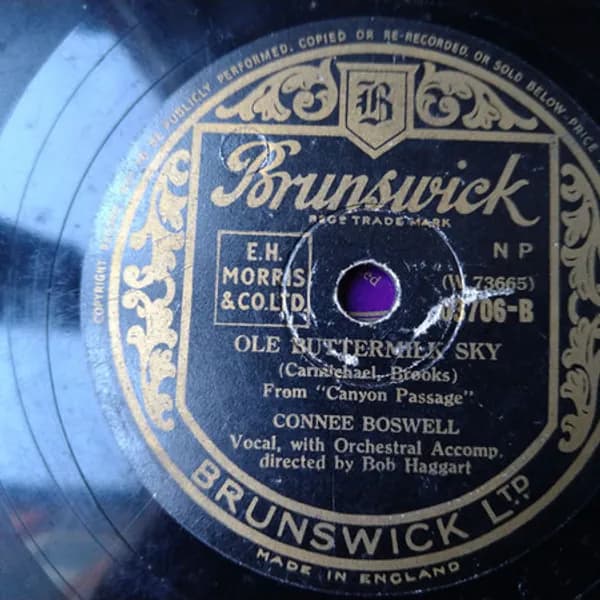 COPYRIGHT
PUBLICLY PERFORMED, COPIED OR RE-RECORDED, OR SOLD BELOW PRICE
B
Brunswick
REGD TRADE MARK
E.H.
MORRIS
& CO.LTD.
N P
(W. 73665)
03706-B
OLE BUTTERMILK SKY
(Carmichael, Brooks)
From "Canyon Passage"
CONNEE BOSWELL
Vocal, with Orchestral Accomp.
directed by Bob Haggart
BRUNSWICK LTD
MADE IN ENGLAND